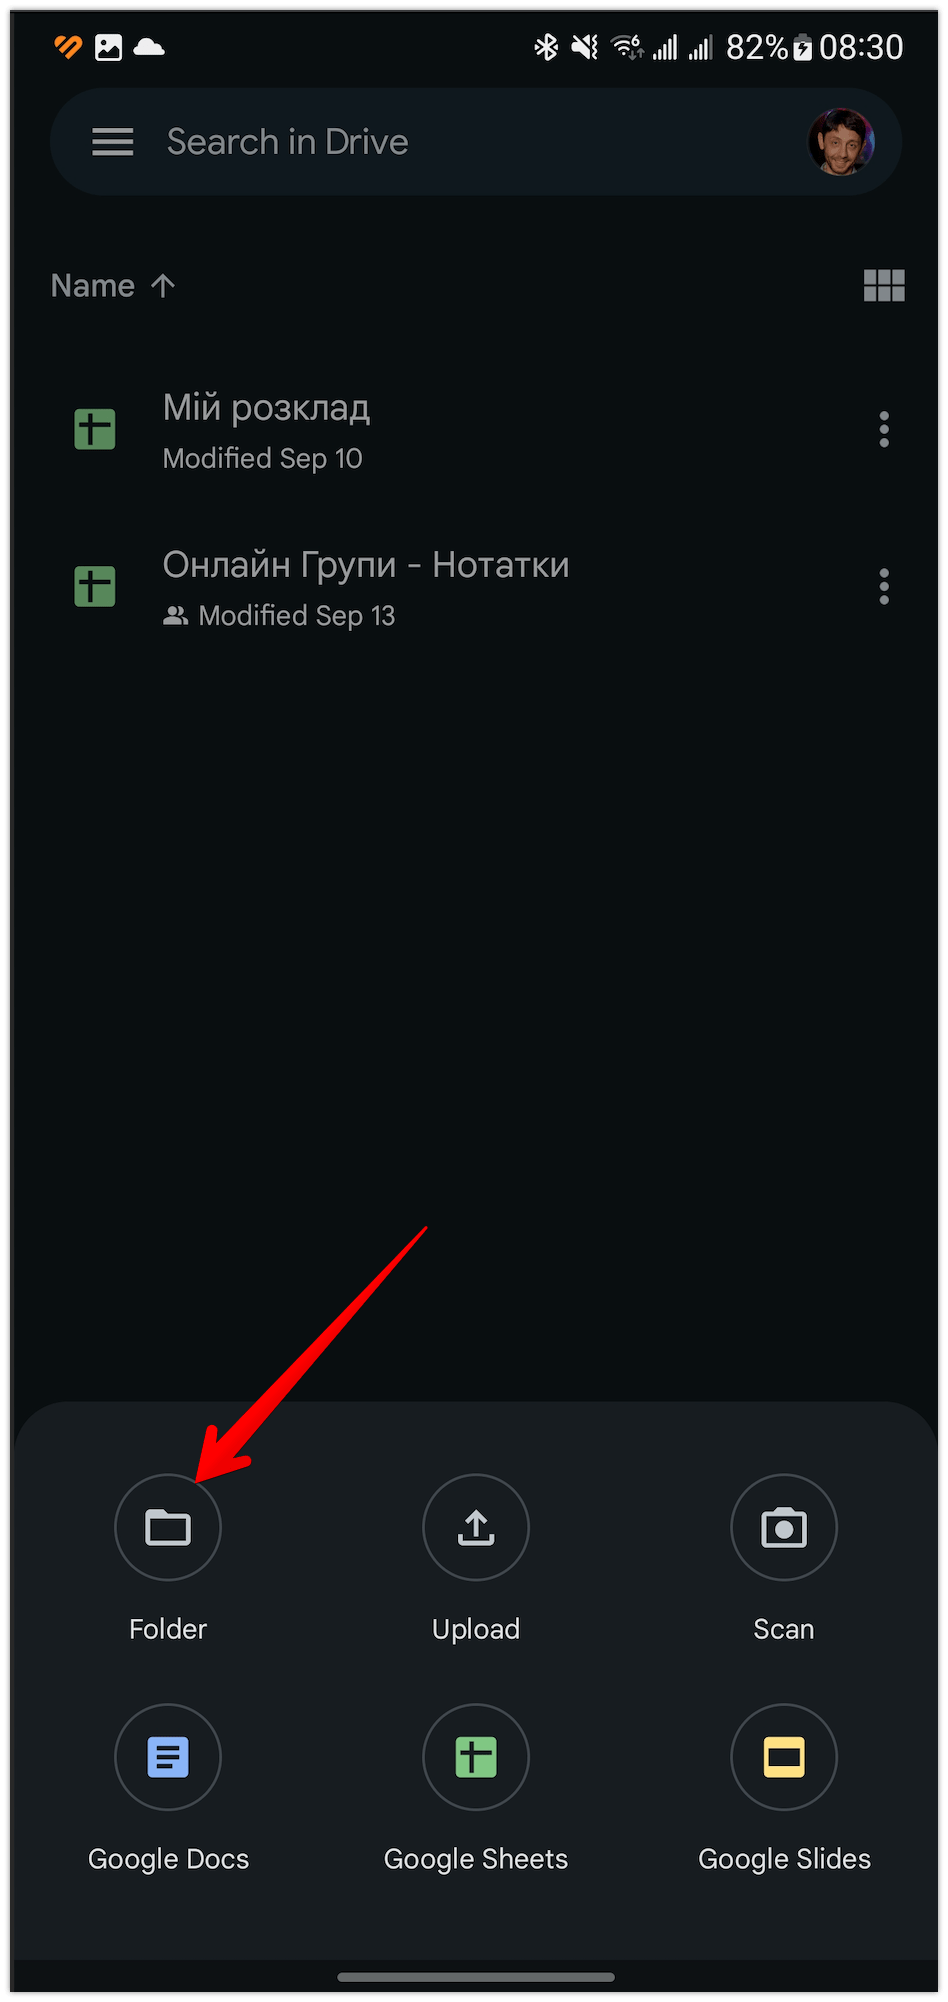 82% 08:30
Search in Drive
Name
Мій розклад
Modified Sep 10
Онлайн Групи - Нотатки
Modified Sep 13
Folder Upload Scan
Google Docs Google Sheets Google Slides